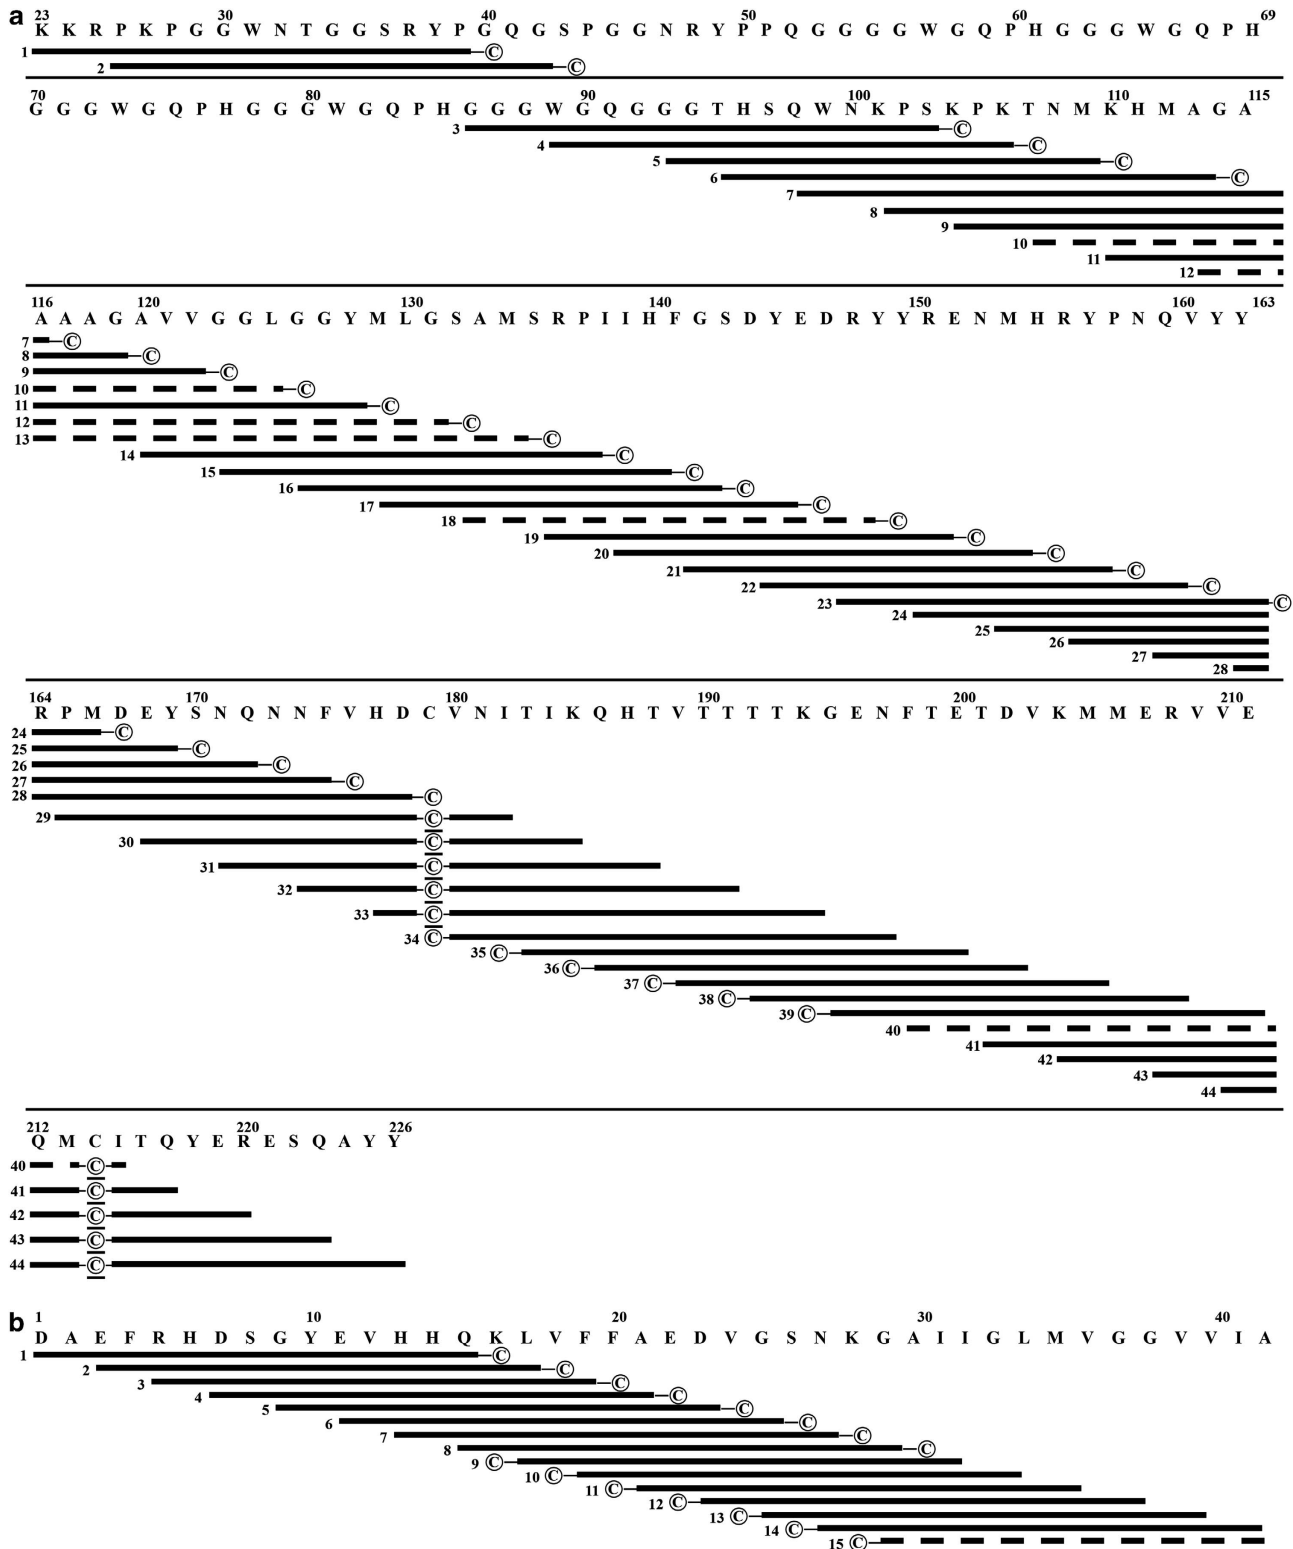 a 23 30 40 50 60 69
K K R P K P G G W N T G G S R Y P G Q G S P G G N R Y P P Q G G G G W G Q P H G G G W G Q P H
1 C
2 C
70 80 90 100 110 115
G G G W G Q P H G G G W G Q P H G G G W G Q G G G T H S Q W N K P S K P K T N M K H M A G A
3 C
4 C
5 C
6 C
7
8
9
10
11
12
116 120 130 140 150 160 163
A A A G A V V G G L G G Y M L G S A M S R P I I H F G S D Y E D R Y Y R E N M H R Y P N Q V Y Y
7 C
8 C
9 C
10 C
11 C
12 C
13 C
14 C
15 C
16 C
17 C
18 C
19 C
20 C
21 C
22 C
23 C
24
25
26
27
28
164 170 180 190 200 210
R P M D E Y S N Q N N F V H D C V N I T I K Q H T V T T T T K G E N F T E T D V K M M E R V V E
24 C
25 C
26 C
27 C
28 C
29 C
30 C
31 C
32 C
33 C
34 C
35 C
36 C
37 C
38 C
39 C
40
41
42
43
44
212 220 226
Q M C I T Q Y E R E S Q A Y Y
40 C
41 C
42 C
43 C
44 C
b 1 10 20 30 40
D A E F R H D S G Y E V H H Q K L V F F A E D V G S N K G A I I G L M V G G V V I A
1 C
2 C
3 C
4 C
5 C
6 C
7 C
8 C
9 C
10 C
11 C
12 C
13 C
14 C
15 C